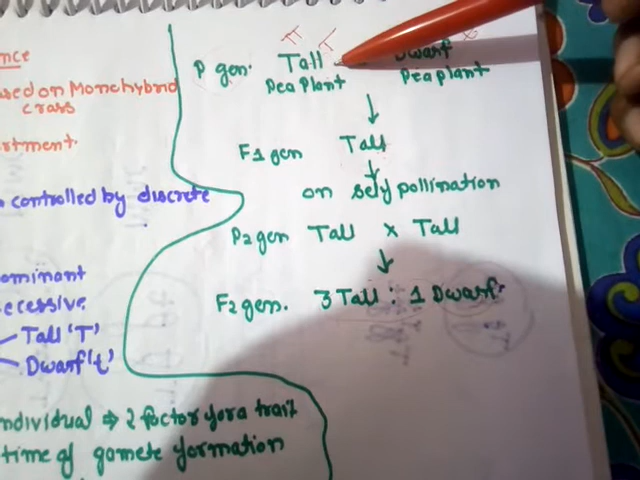 nce
P gen. Tall Dwarf
Pea Plant Pea plant
ased on Monohybrid
cross
F1 gen Tall
rtment.
on self pollination
controlled by discrete
P2 gen Tall x Tall
ominant
ecessive
F2 gen. 3 Tall : 1 Dwarf.
Tall 'T'
Dwarf 't'
ndividual ⇒ 2 factor for a trait
time of gamete formation